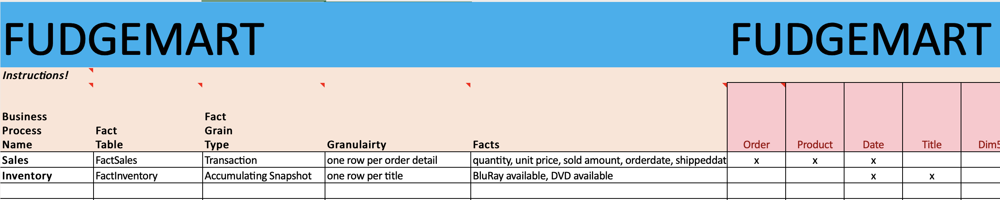 FUDGEMART FUDGEMART
Instructions!
Business
Process
Name
Fact
Table
Fact
Grain
Type
Granulairty
Facts
Order
Product
Date
Title
Sales FactSales Transaction one row per order detail quantity, unit price, sold amount, orderdate, x x x
Inventory FactInventory Accumulating Snapshot one row per title BluRay available, DVD available x x